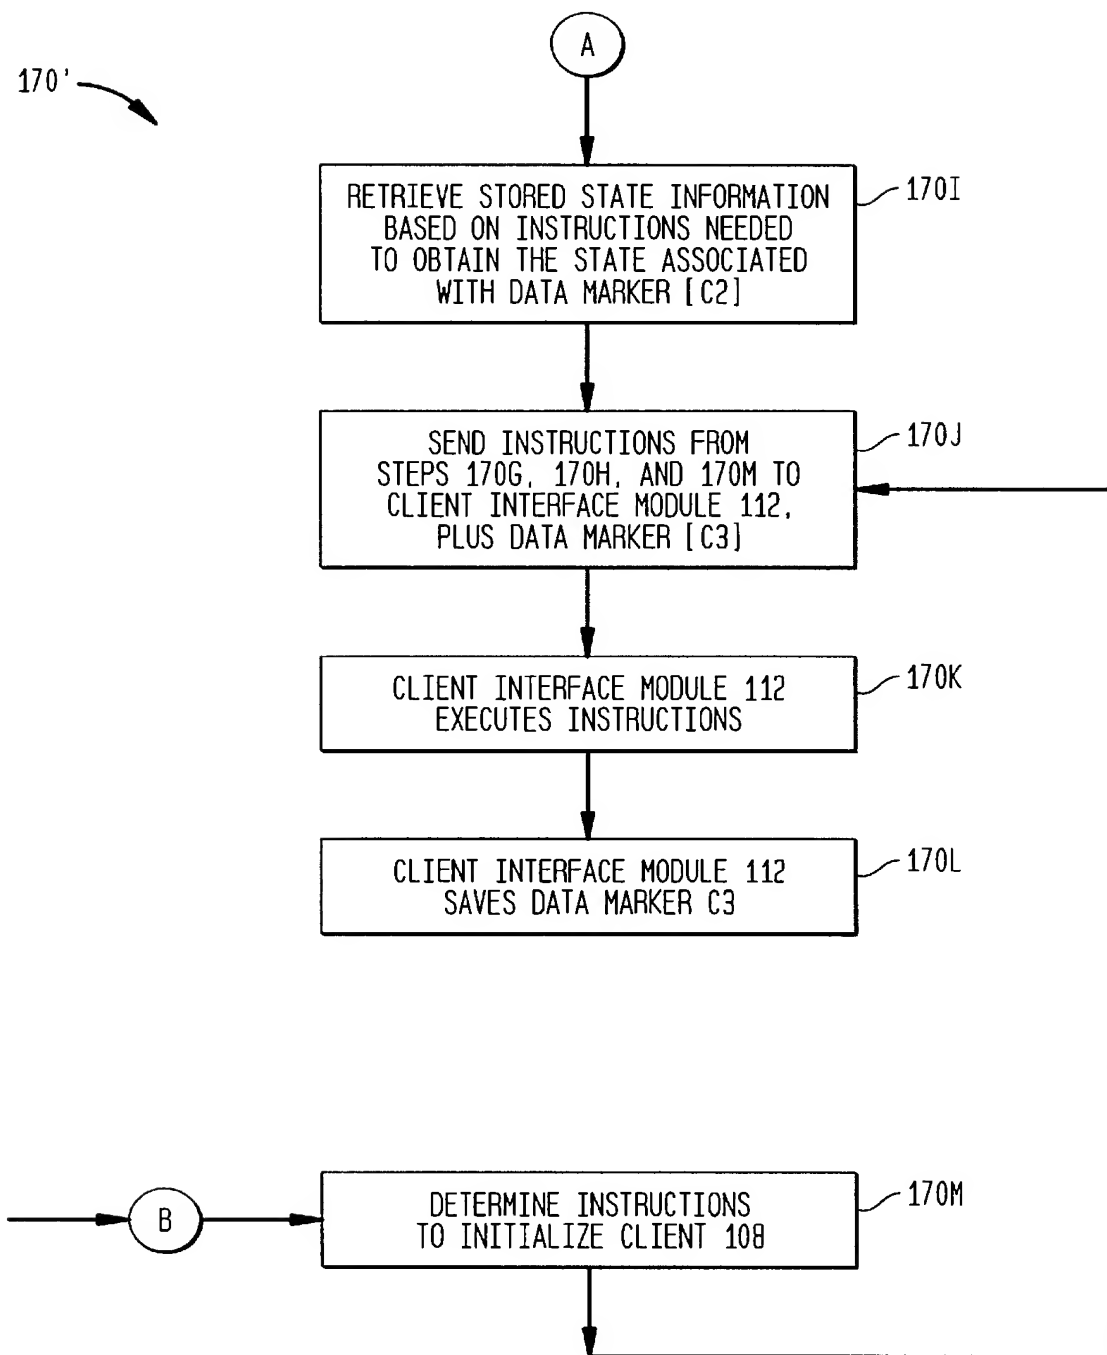 A
170'
RETRIEVE STORED STATE INFORMATION
BASED ON INSTRUCTIONS NEEDED
TO OBTAIN THE STATE ASSOCIATED
WITH DATA MARKER [C2]
170I
SEND INSTRUCTIONS FROM
STEPS 170G, 170H, AND 170M TO
CLIENT INTERFACE MODULE 112,
PLUS DATA MARKER [C3]
170J
CLIENT INTERFACE MODULE 112
EXECUTES INSTRUCTIONS
170K
CLIENT INTERFACE MODULE 112
SAVES DATA MARKER C3
170L
B
DETERMINE INSTRUCTIONS
TO INITIALIZE CLIENT 108
170M